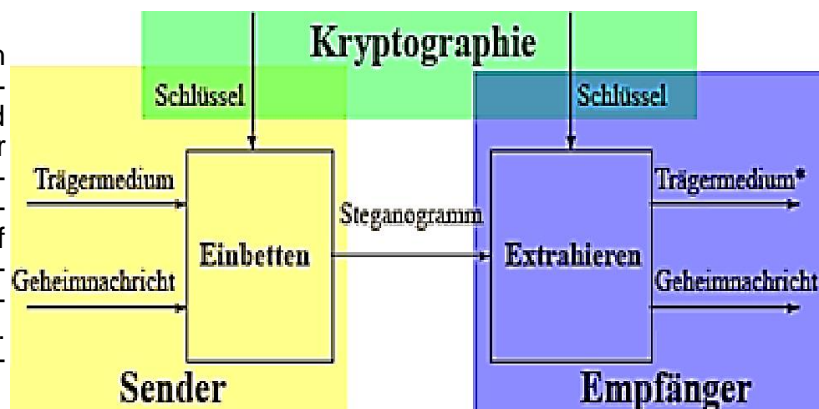 Kryptographie
Schlüssel
Schlüssel
Trägermedium
Trägermedium*
Steganogramm
Einbetten
Extrahieren
Geheimnachricht
Geheimnachricht
Sender
Empfänger